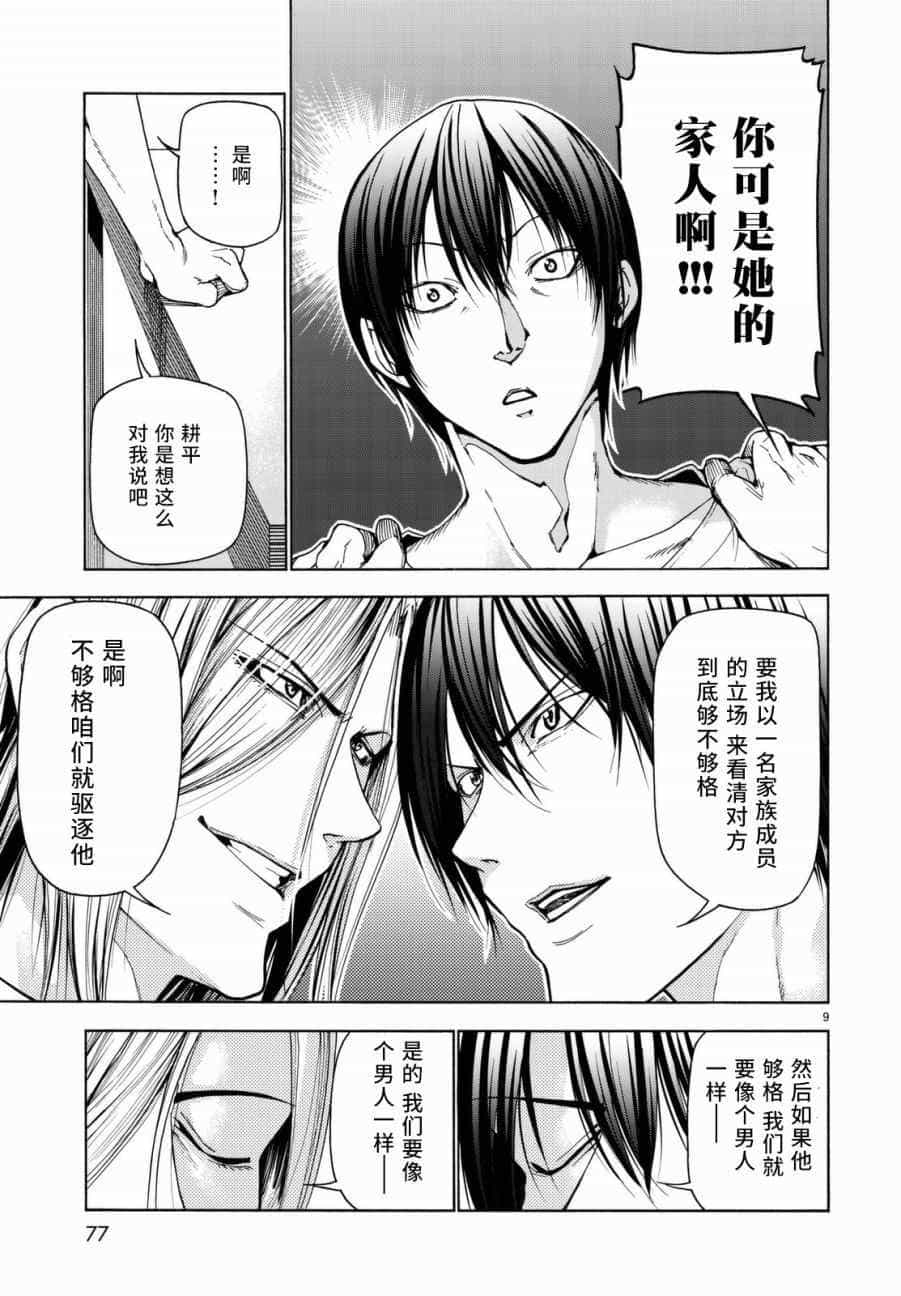 你可是她的
家人啊!!!
是啊
……!
耕平
你是想这么
对我说吧
要我以一名家族成员
的立场 来看清对方
到底够不够格
是啊
不够格咱们就驱逐他
9
然后如果他
够格 我们就
要像个男人
一样——
是的 我们要像
个男人一样——
77